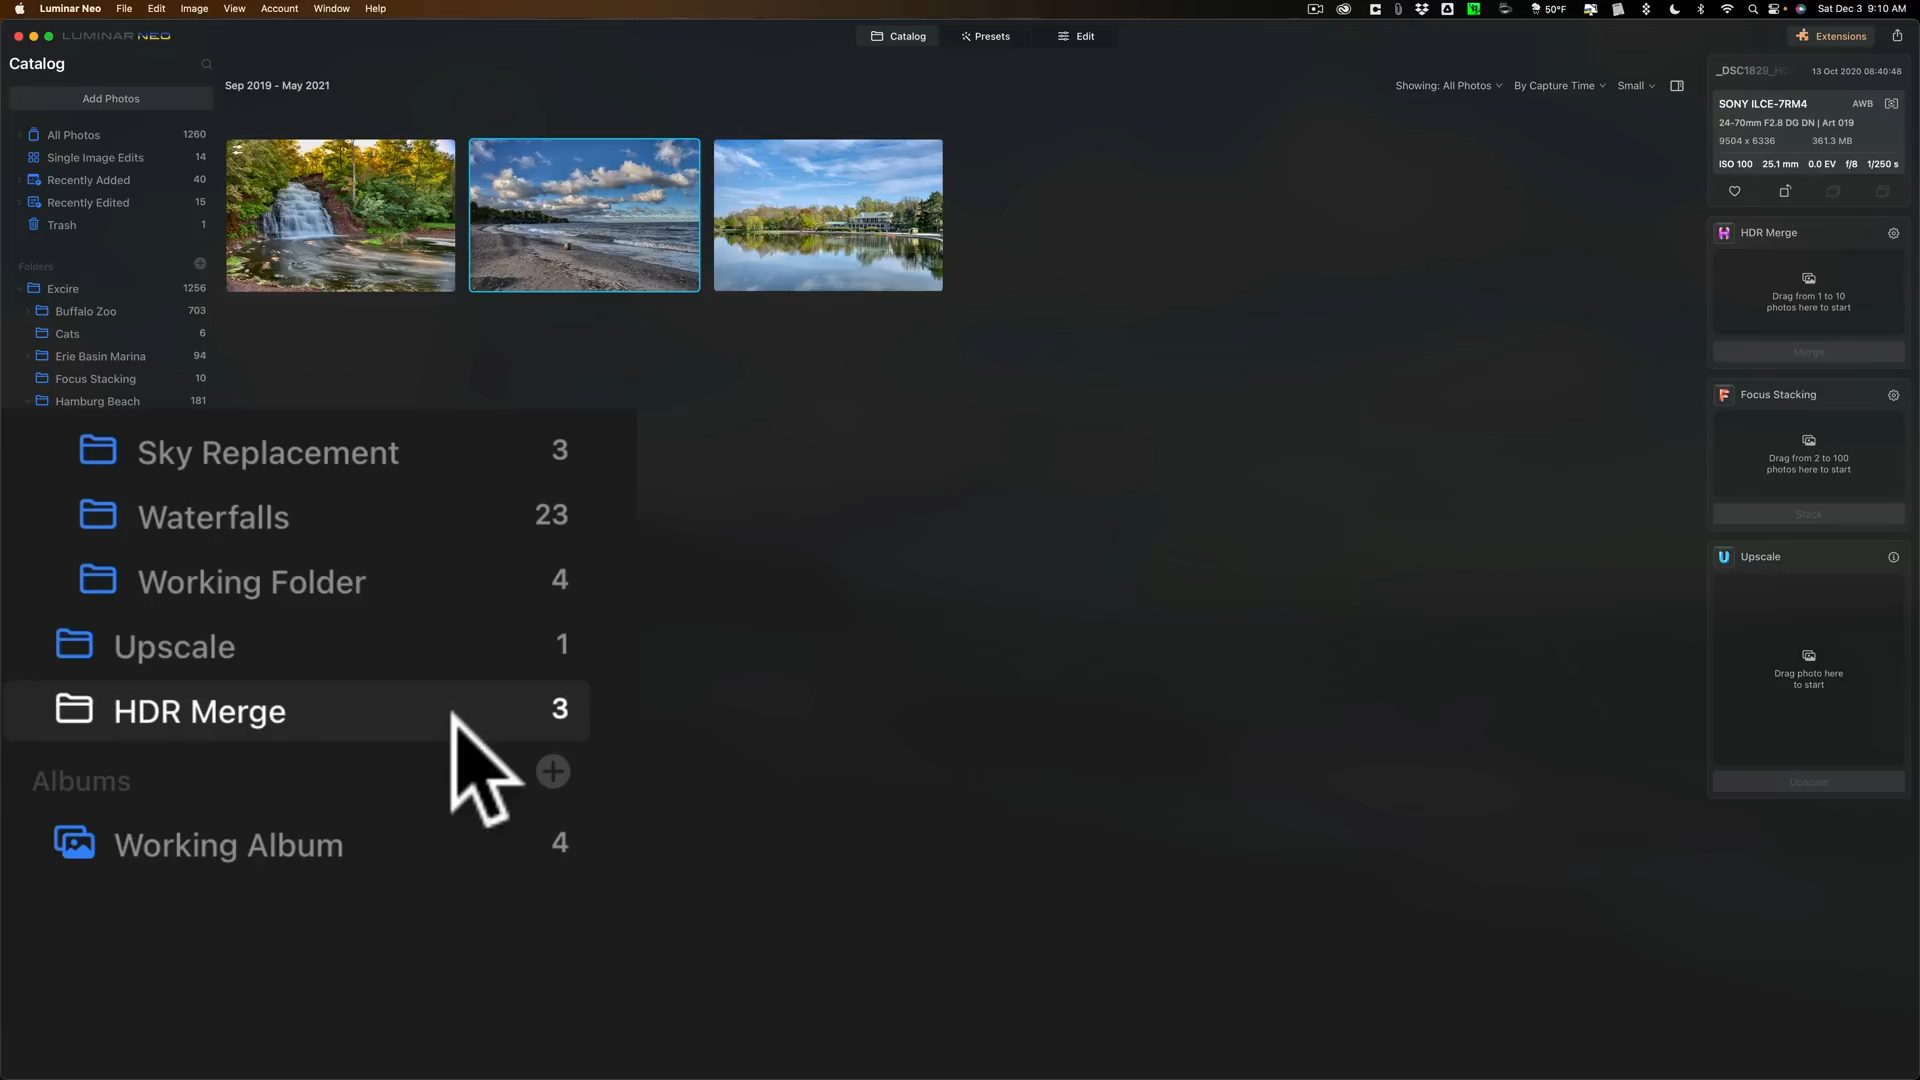 Luminar Neo File Edit Image View Account Window Help
50°F Sat Dec 3 9:10 AM
LUMINAR NEO
Catalog Presets Edit
Extensions
Catalog
Add Photos
All Photos 1260
Single Image Edits 14
Recently Added 40
Recently Edited 15
Trash 1
Folders
Excire 1256
Buffalo Zoo 703
Cats 6
Erie Basin Marina 94
Focus Stacking 10
Hamburg Beach 181
Sky Replacement 3
Waterfalls 23
Working Folder 4
Upscale 1
HDR Merge 3
Albums
Working Album 4
Sep 2019 - May 2021
Showing: All Photos By Capture Time Small
_DSC1829_HD 13 Oct 2020 08:40:48
SONY ILCE-7RM4 AWB
24-70mm F2.8 DG DN | Art 019
9504 x 6336 361.3 MB
ISO 100 25.1 mm 0.0 EV f/8 1/250 s
HDR Merge
Drag from 1 to 10
photos here to start
Merge
Focus Stacking
Drag from 2 to 100
photos here to start
Stack
Upscale
Drag photo here
to start
Upscale